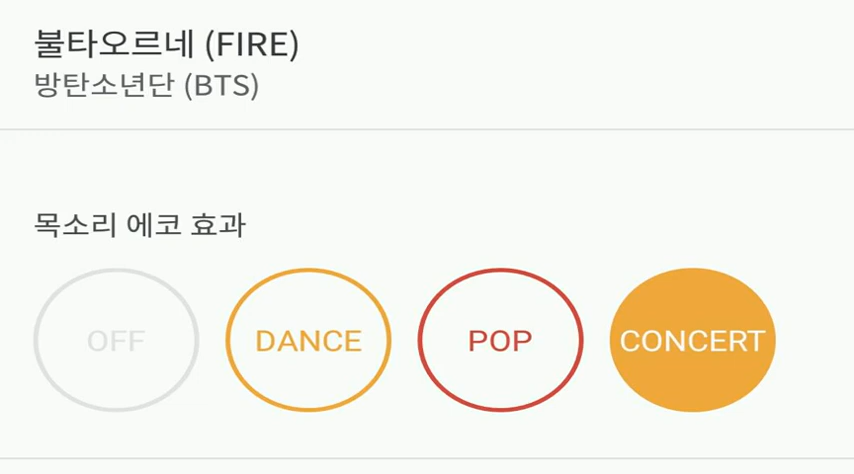 불타오르네 (FIRE)
방탄소년단 (BTS)
목소리 에코 효과
OFF DANCE POP CONCERT